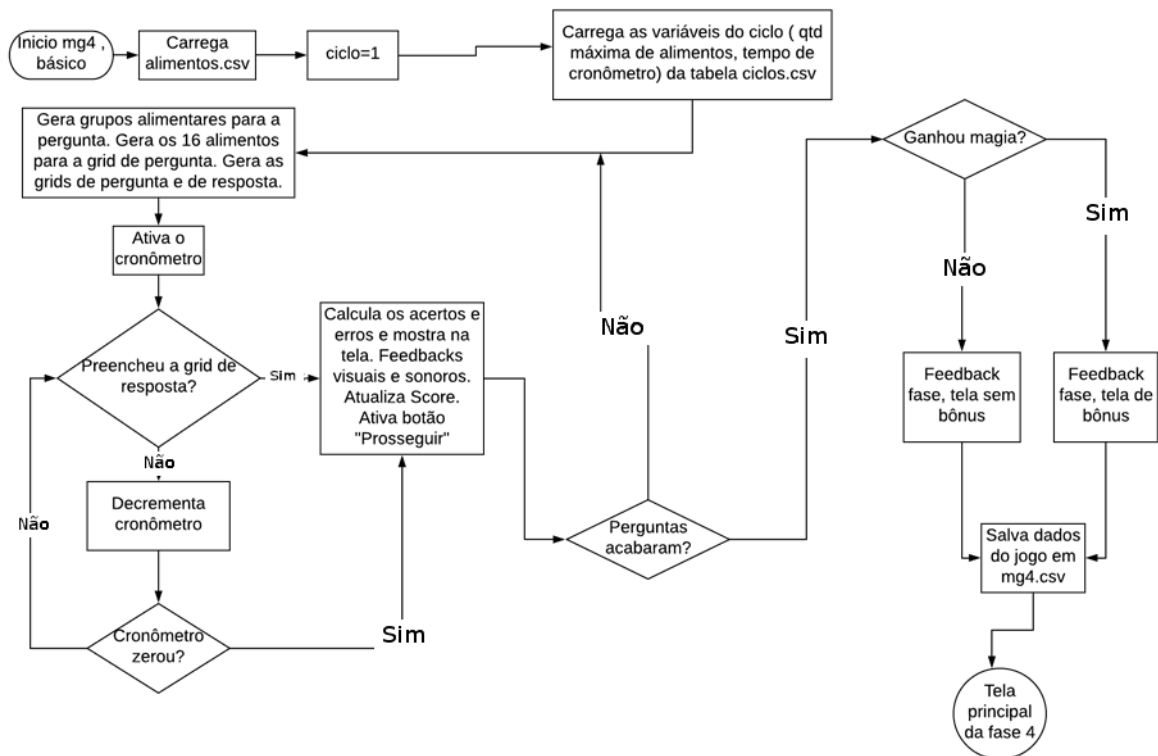 Inicio mg4 ,
básico
Carrega
alimentos.csv
ciclo=1
Carrega as variáveis do ciclo ( qtd
máxima de alimentos, tempo de
cronômetro) da tabela ciclos.csv
Gera grupos alimentares para a
pergunta. Gera os 16 alimentos
para a grid de pergunta. Gera as
grids de pergunta e de resposta.
Ativa o
cronômetro
Preencheu a grid de
resposta?
Sim
Não
Decrementa
cronômetro
Não
Cronômetro
zerou?
Sim
Calcula os acertos e
erros e mostra na
tela. Feedbacks
visuais e sonoros.
Atualiza Score.
Ativa botão
"Prosseguir"
Perguntas
acabaram?
Não
Sim
Ganhou magia?
Não
Sim
Feedback
fase, tela sem
bônus
Feedback
fase, tela de
bônus
Salva dados
do jogo em
mg4.csv
Tela
principal
da fase 4